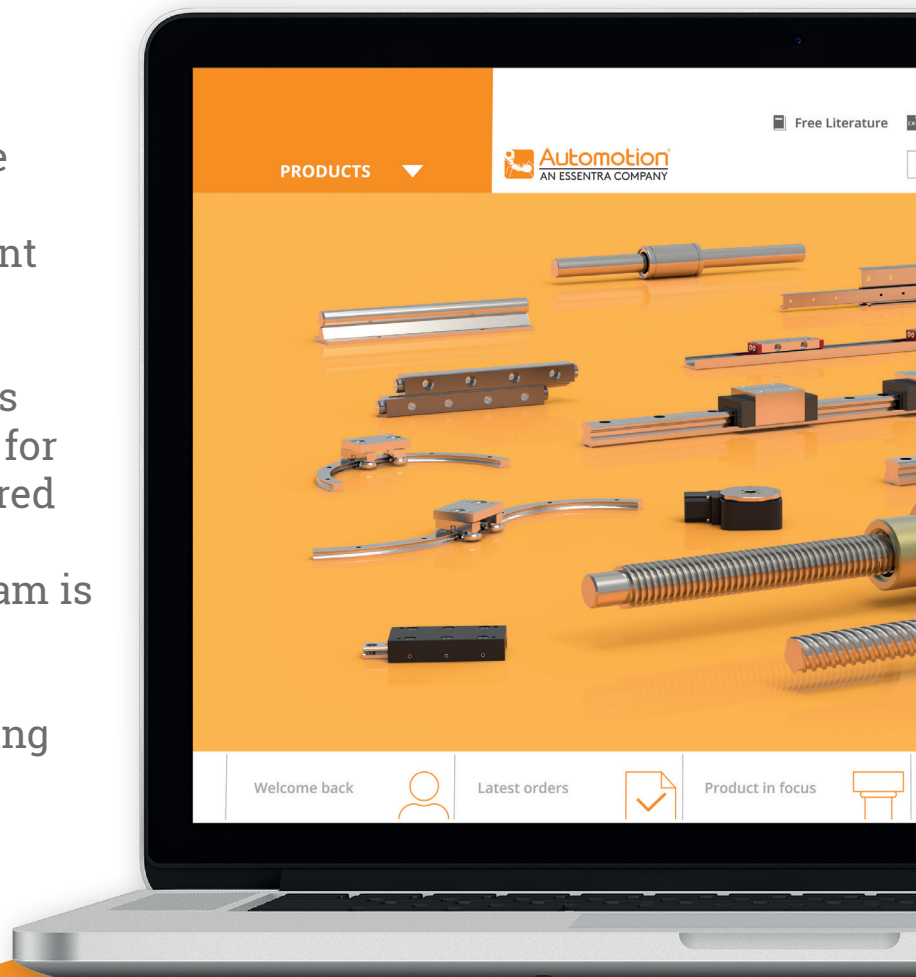 e
nt
s
for
red
am is
ng
Free Literature
PRODUCTS
Automotion
AN ESSENTRA COMPANY
Welcome back
Latest orders
Product in focus